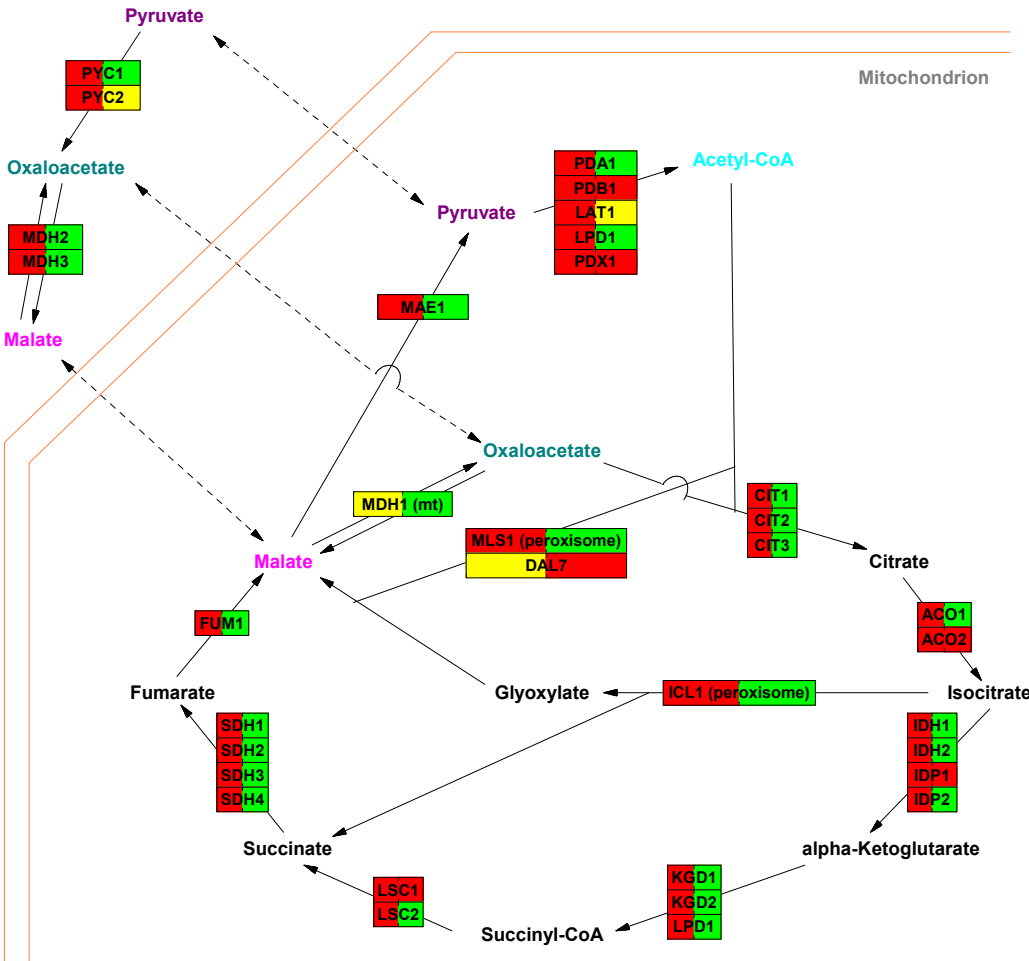 Pyruvate
Mitochondrion
PYC1
PYC2
Oxaloacetate
PDA1
PDB1
LAT1
LPD1
PDX1
Acetyl-CoA
Pyruvate
MDH2
MDH3
MAE1
Malate
Oxaloacetate
MDH1 (mt)
CIT1
CIT2
CIT3
MLS1 (peroxisome)
DAL7
Malate
Citrate
FUM1
ACO1
ACO2
Fumarate
Glyoxylate
ICL1 (peroxisome)
Isocitrate
SDH1
SDH2
SDH3
SDH4
IDH1
IDH2
IDP1
IDP2
Succinate
alpha-Ketoglutarate
LSC1
LSC2
KGD1
KGD2
LPD1
Succinyl-CoA